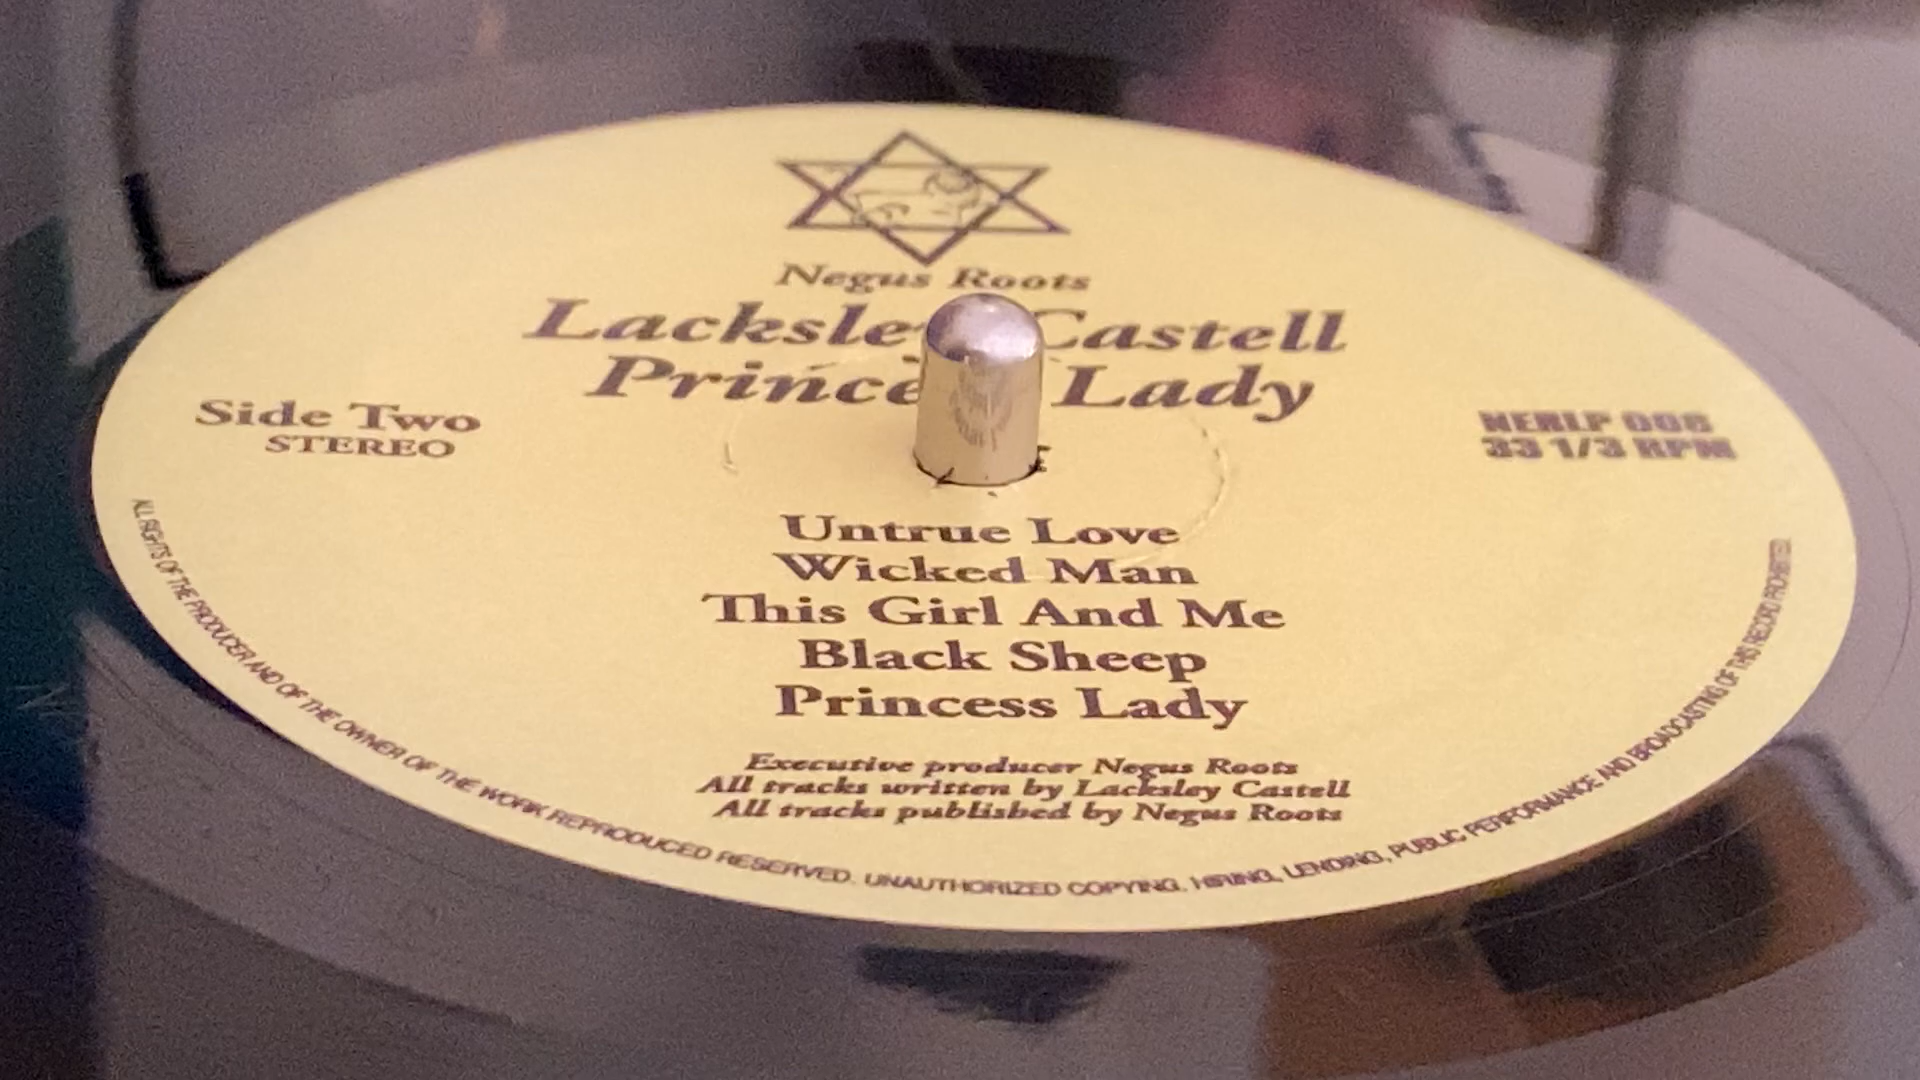 Negus Roots
Lacksley Castell
Princess Lady
Side Two
STEREO
NERLP 006
33 1/3 RPM
Untrue Love
Wicked Man
This Girl And Me
Black Sheep
Princess Lady
Executive producer Negus Roots
All tracks written by Lacksley Castell
All tracks published by Negus Roots
ALL RIGHTS OF THE PRODUCER AND OF THE OWNER OF THE WORK REPRODUCED RESERVED. UNAUTHORIZED COPYING, HIRING, LENDING, PUBLIC PERFORMANCE AND BROADCASTING OF THIS RECORD PROHIBITED